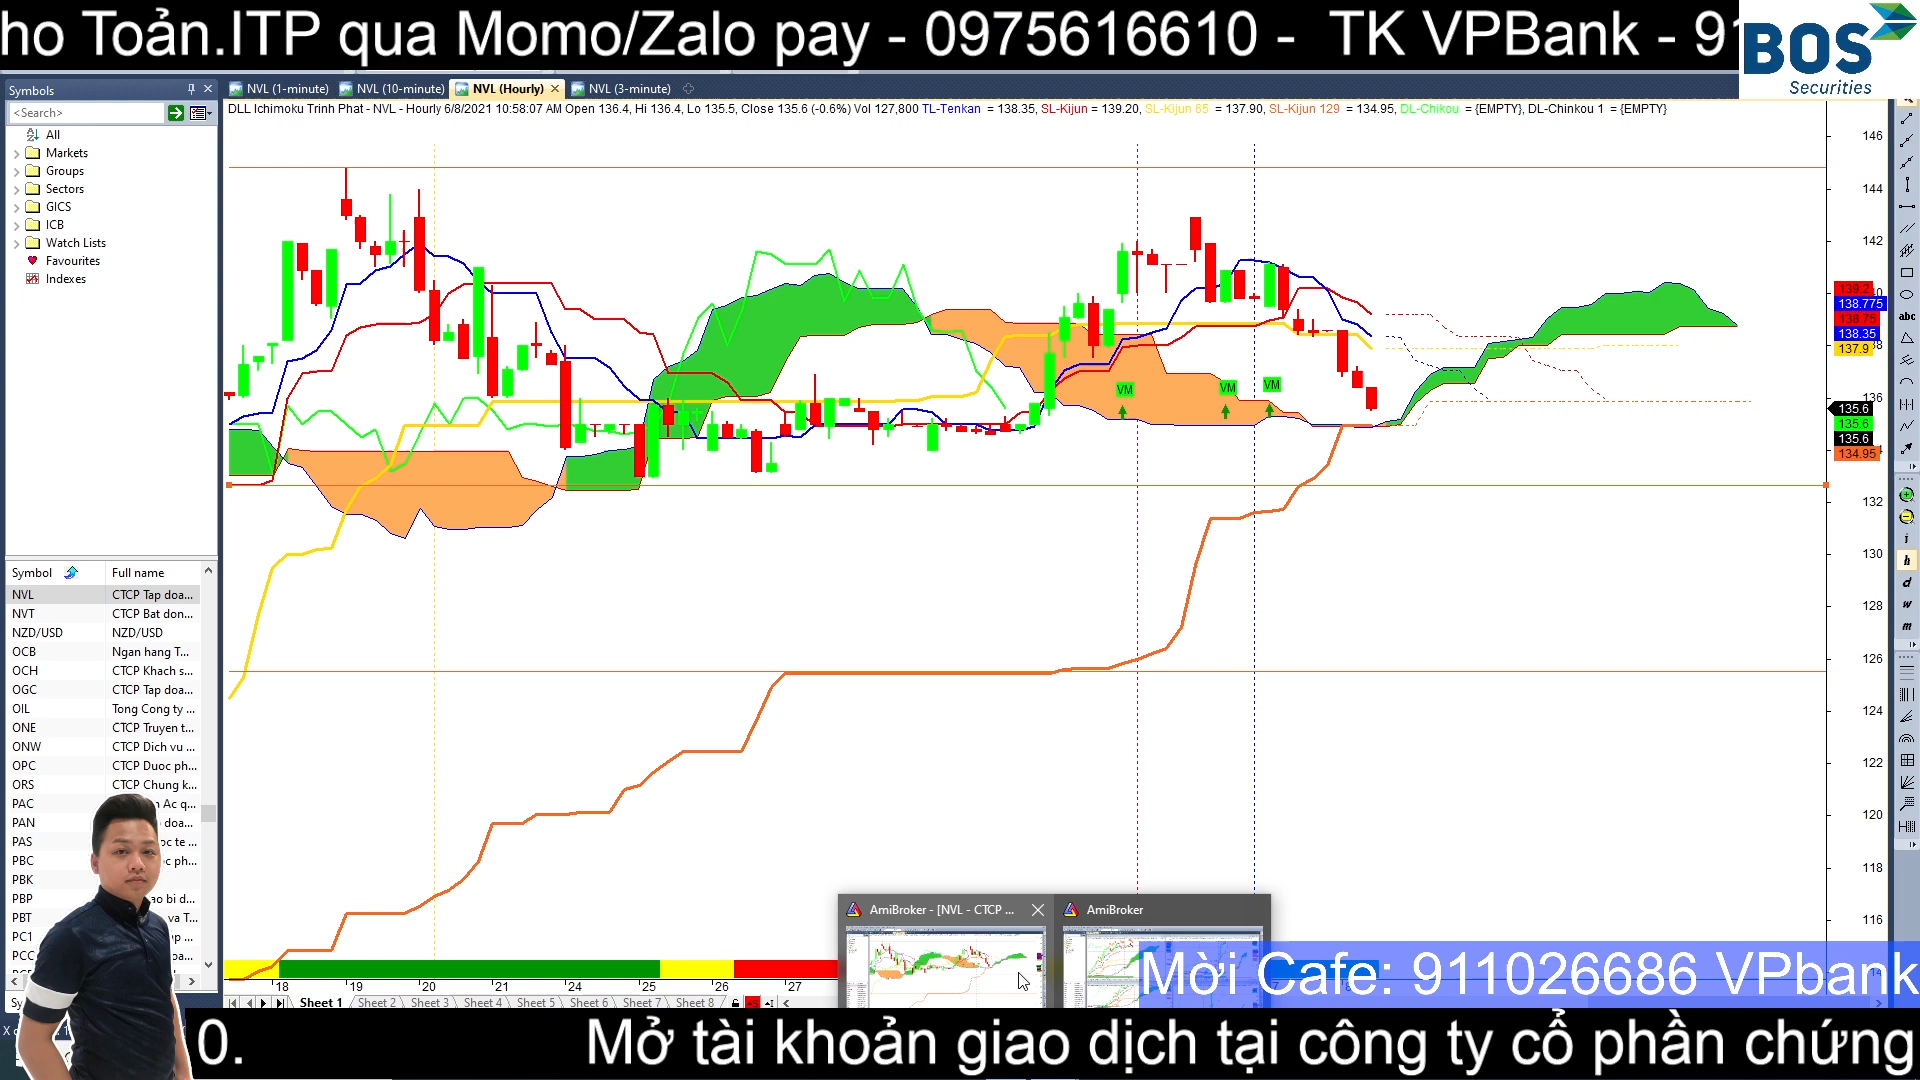 ho Toản.ITP qua Momo/Zalo pay - 0975616610 - TK VPBank - 91
BOS
Securities
Symbols
<Search>
All
Markets
Groups
Sectors
GICS
ICB
Watch Lists
Favourites
Indexes
NVL (1-minute)
NVL (10-minute)
NVL (Hourly)
NVL (3-minute)
DLL Ichimoku Trinh Phat - NVL - Hourly 6/8/2021 10:58:07 AM Open 136.4, Hi 136.4, Lo 135.5, Close 135.6 (-0.6%) Vol 127,800 TL-Tenkan = 138.35, SL-Kijun = 139.20, SL-Kijun 65 = 137.90, SL-Kijun 129 = 134.95, DL-Chikou = {EMPTY}, DL-Chinkou 1 = {EMPTY}
146
144
142
139.2
138.775
138.75
138.35
137.9
136
135.6
135.6
135.6
134.95
132
130
128
126
124
122
120
118
116
VM
VM
VM
abc
i
h
d
w
m
Symbol Full name
NVL CTCP Tap doa...
NVT CTCP Bat don...
NZD/USD NZD/USD
OCB Ngan hang T...
OCH CTCP Khach s...
OGC CTCP Tap doa...
OIL Tong Cong ty ...
ONE CTCP Truyen t...
ONW CTCP Dich vu ...
OPC CTCP Duoc ph...
ORS CTCP Chung k...
PAC Ac q...
PAN doa...
PAS
PBC
PBK
PBP
PBT
PC1
PCC
18 19 20 21 24 25 26 27
Sheet 1 Sheet 2 Sheet 3 Sheet 4 Sheet 5 Sheet 6 Sheet 7 Sheet 8
AmiBroker - [NVL - CTCP ...
AmiBroker
Mời Cafe: 911026686 VPbank
0. Mở tài khoản giao dịch tại công ty cổ phần chứng